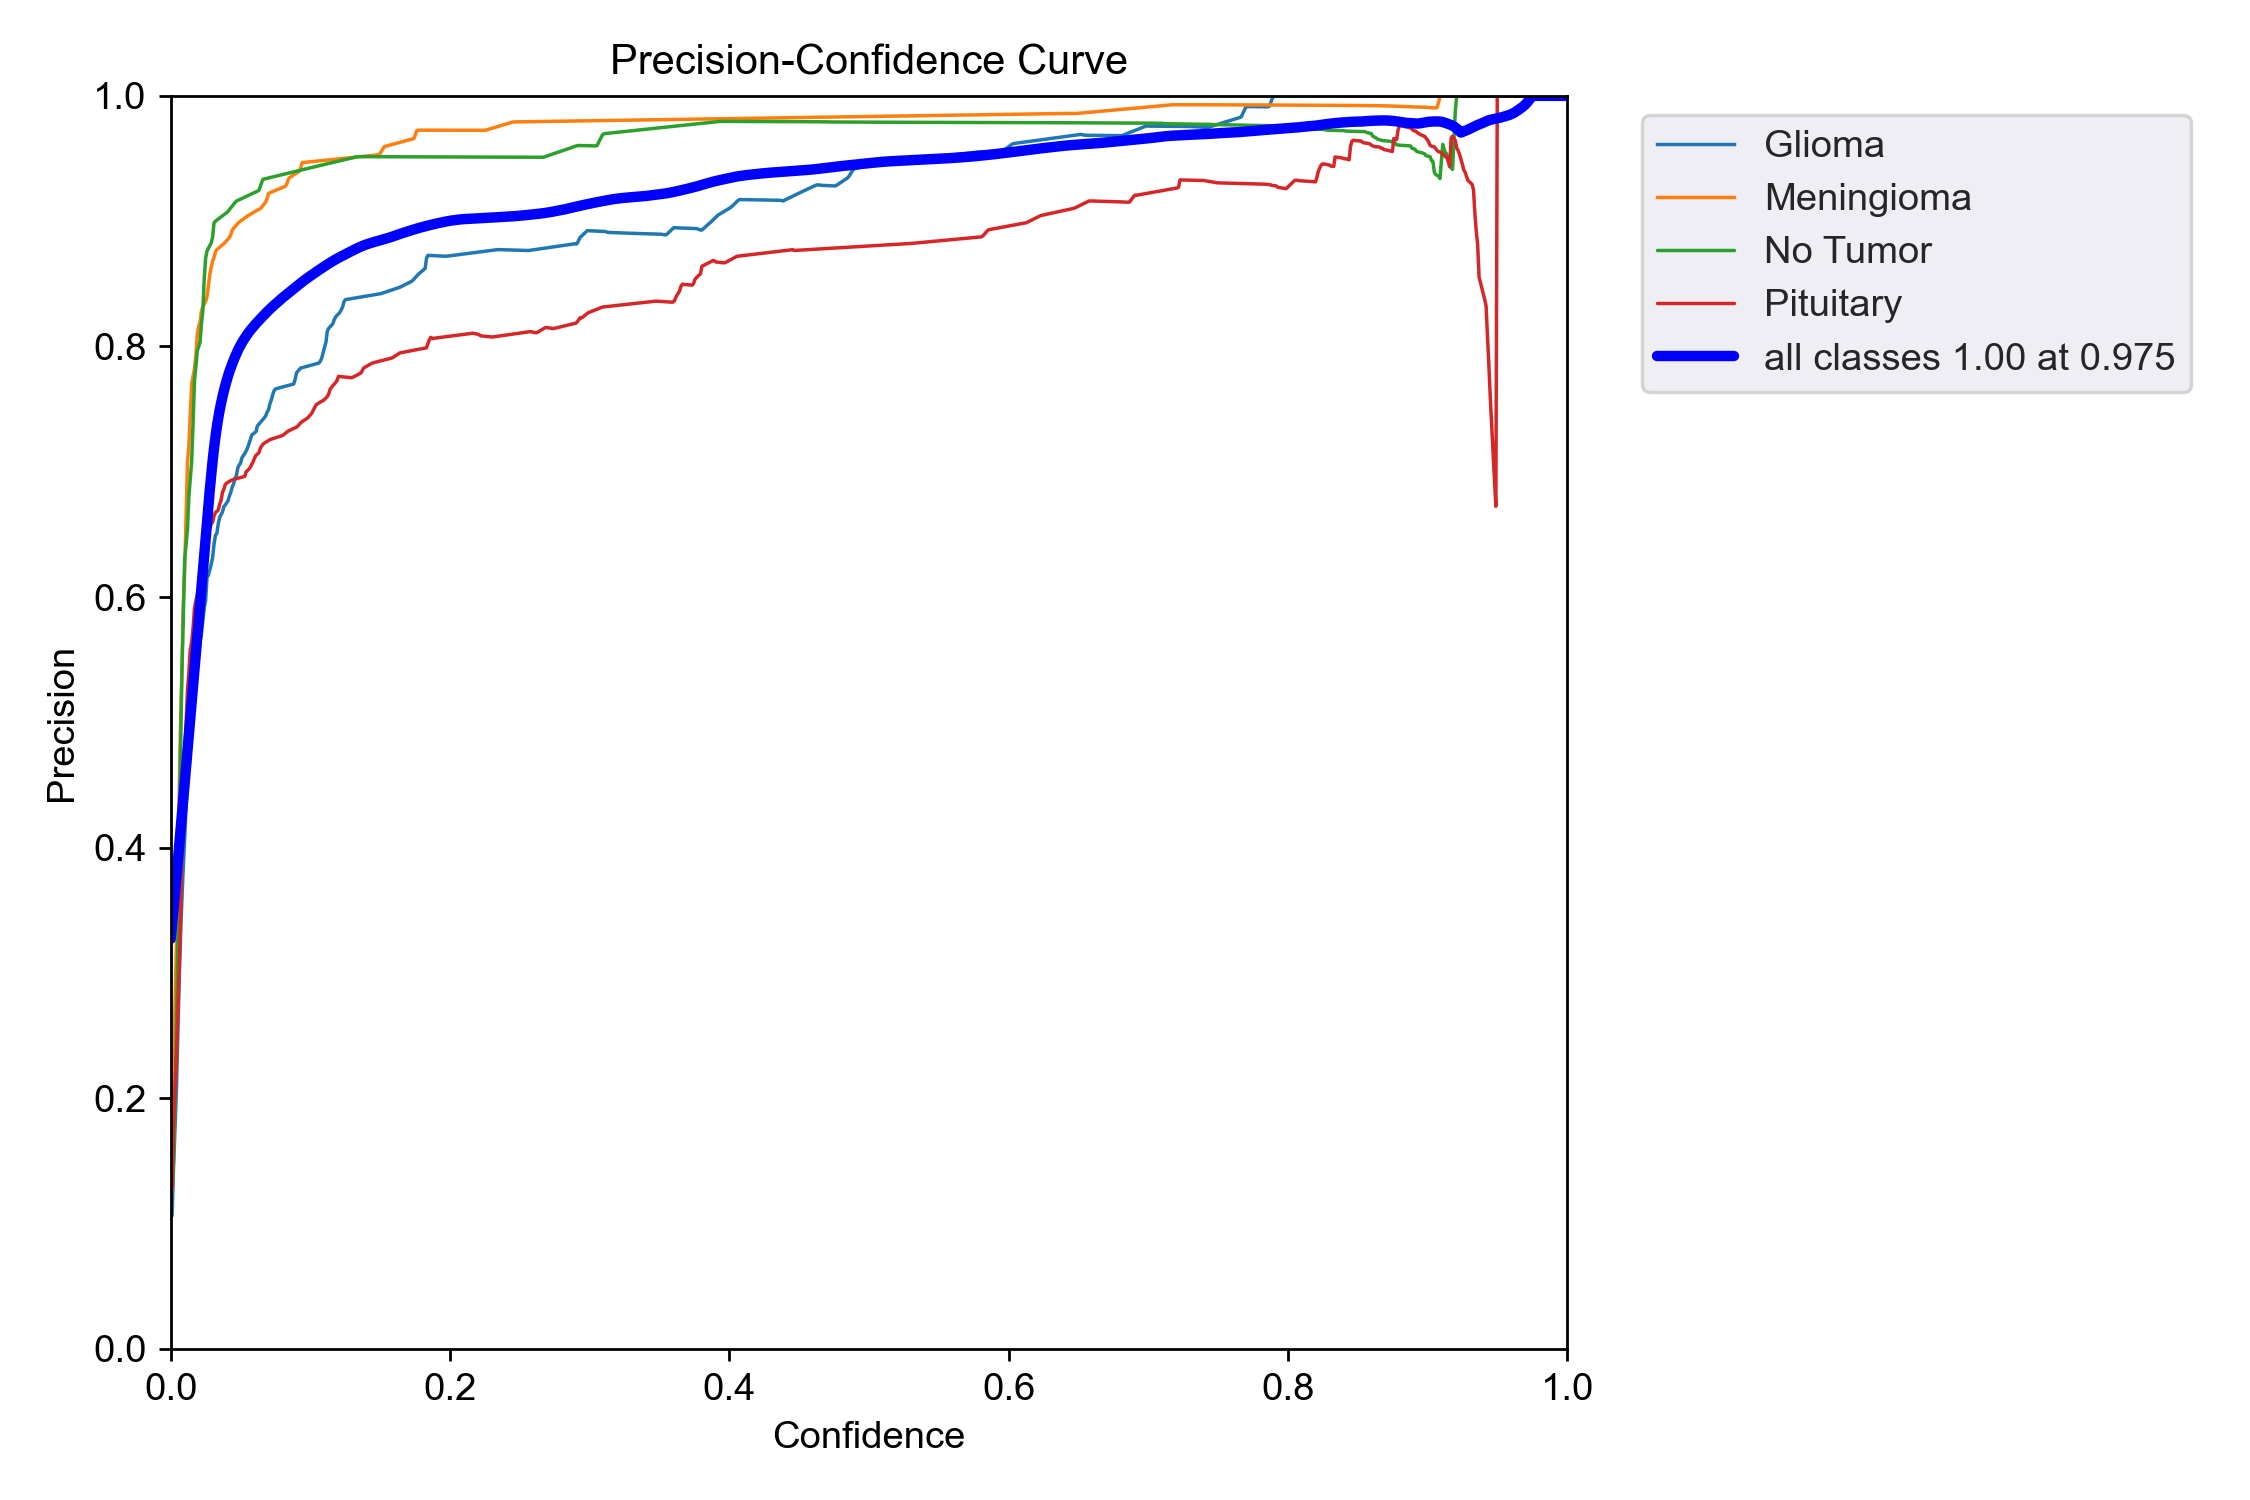 Precision-Confidence Curve
1.0
0.8
0.6
0.4
0.2
0.0
Precision
0.0 0.2 0.4 0.6 0.8 1.0
Confidence
Glioma
Meningioma
No Tumor
Pituitary
all classes 1.00 at 0.975